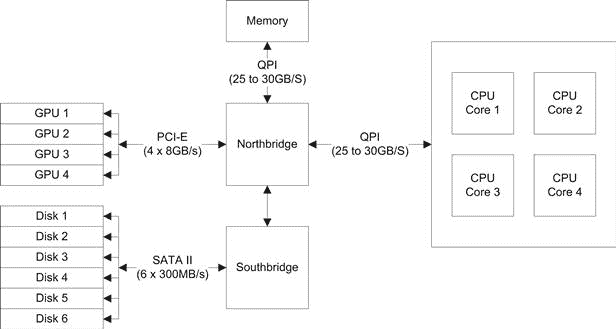 Memory
QPI
(25 to 30GB/S)
GPU 1
GPU 2
GPU 3
GPU 4
PCI-E
(4 x 8GB/s)
Northbridge
QPI
(25 to 30GB/S)
CPU
Core 1
CPU
Core 2
CPU
Core 3
CPU
Core 4
Disk 1
Disk 2
Disk 3
Disk 4
Disk 5
Disk 6
SATA II
(6 x 300MB/s)
Southbridge